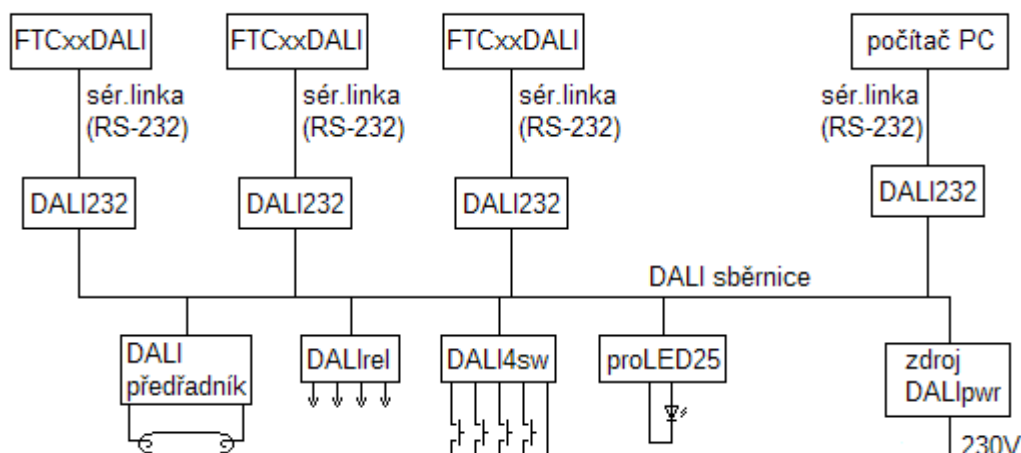 FTCxxDALI
FTCxxDALI
FTCxxDALI
počítač PC
sér.linka
(RS-232)
sér.linka
(RS-232)
sér.linka
(RS-232)
sér.linka
(RS-232)
DALI232
DALI232
DALI232
DALI232
DALI sběrnice
DALI
předřadník
DALIrel
DALI4sw
proLED25
zdroj
DALIpwr
230V